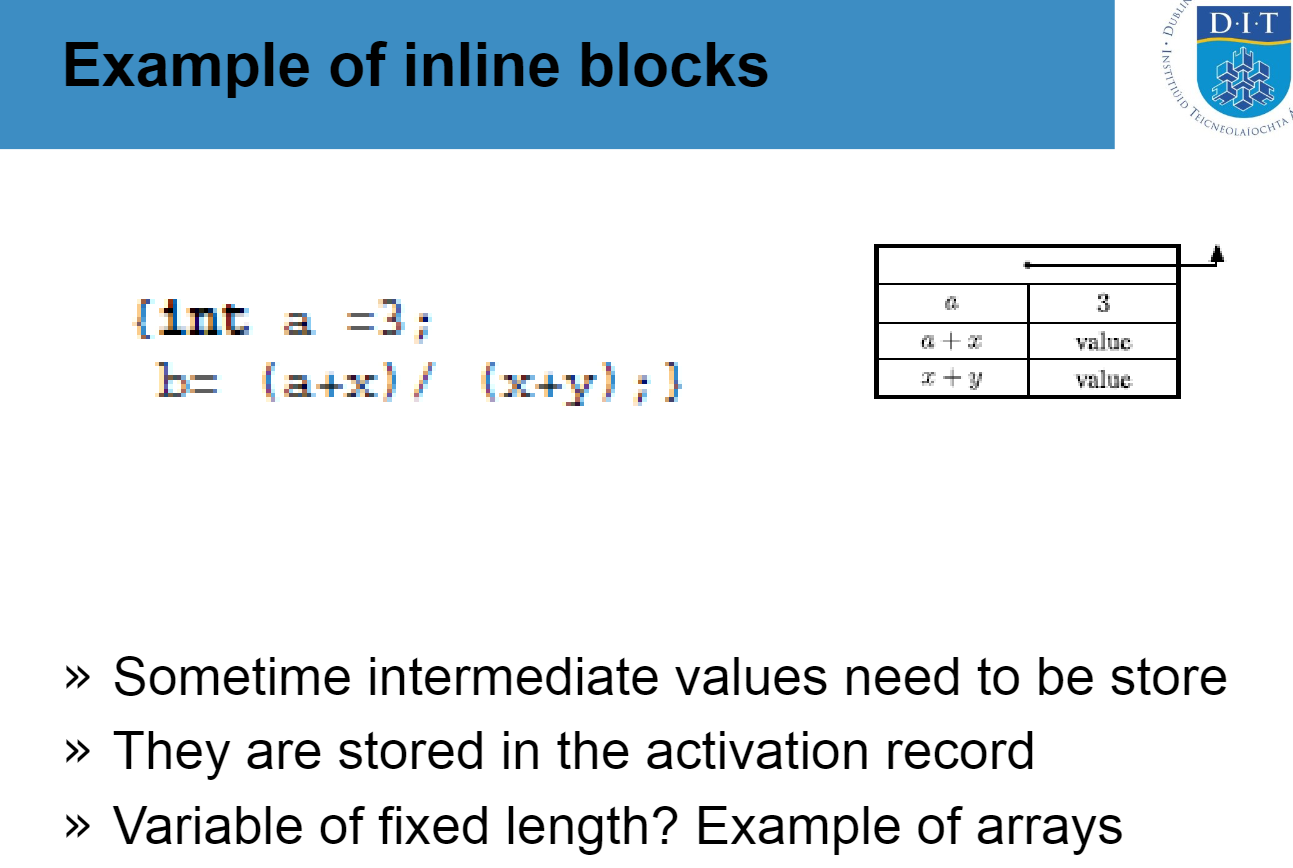 Example of inline blocks
D·I·T
INSTITIÚID TEICNEOLAÍOCHTA
{int a =3;
b= (a+x)/ (x+y);}
a 3
a + x value
x + y value
» Sometime intermediate values need to be store
» They are stored in the activation record
» Variable of fixed length? Example of arrays